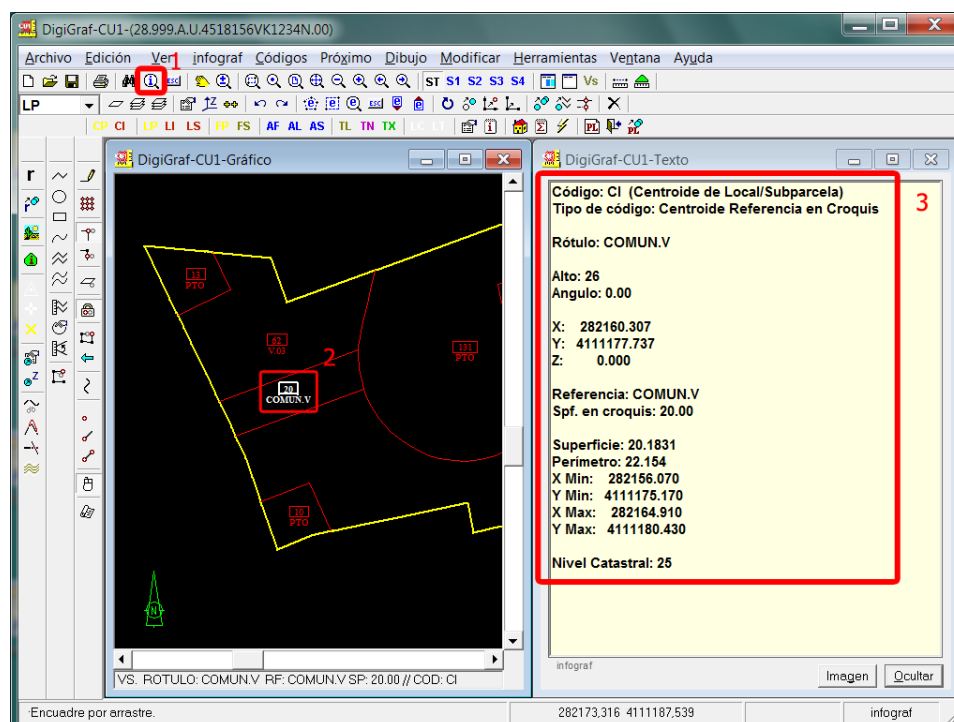 DigiGraf-CU1-(28.999.A.U.4518156VK1234N.00)
Archivo Edición Ver infograf Códigos Próximo Dibujo Modificar Herramientas Ventana Ayuda
1
ESC ST S1 S2 S3 S4 Vs
LP
CP CI LP LI LS FP FS AF AL AS TL TN TX LC LT PL PL
DigiGraf-CU1-Gráfico
DigiGraf-CU1-Texto
r
Z
13
PTO
62
V.03
2
131
PTO
20
COMUN.V
10
PTO
N
VS. ROTULO: COMUN.V RF: COMUN.V SP: 20.00 // COD: CI
3
Código: CI (Centroide de Local/Subparcela)
Tipo de código: Centroide Referencia en Croquis
Rótulo: COMUN.V
Alto: 26
Angulo: 0.00
X: 282160.307
Y: 4111177.737
Z: 0.000
Referencia: COMUN.V
Spf. en croquis: 20.00
Superficie: 20.1831
Perímetro: 22.154
X Min: 282156.070
Y Min: 4111175.170
X Max: 282164.910
Y Max: 4111180.430
Nivel Catastral: 25
infograf
Imagen Ocultar
Encuadre por arrastre. 282173,316 4111187,539 infograf